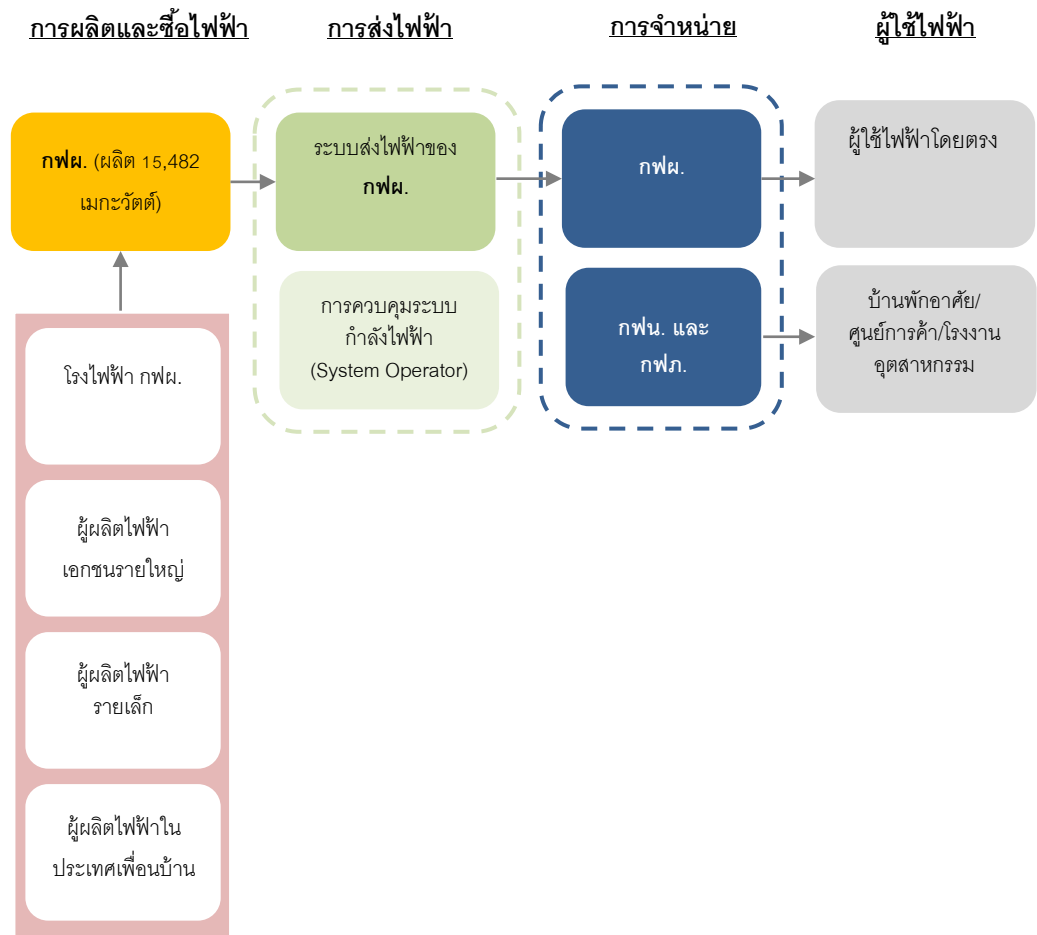 การผลิตและซื้อไฟฟ้า
การส่งไฟฟ้า
การจำหน่าย
ผู้ใช้ไฟฟ้า
กฟผ. (ผลิต 15,482
เมกะวัตต์)
ระบบส่งไฟฟ้าของ
กฟผ.
กฟผ.
ผู้ใช้ไฟฟ้าโดยตรง
การควบคุมระบบ
กำลังไฟฟ้า
(System Operator)
กฟน. และ
กฟภ.
บ้านพักอาศัย/
ศูนย์การค้า/โรงงาน
อุตสาหกรรม
โรงไฟฟ้า กฟผ.
ผู้ผลิตไฟฟ้า
เอกชนรายใหญ่
ผู้ผลิตไฟฟ้า
รายเล็ก
ผู้ผลิตไฟฟ้าใน
ประเทศเพื่อนบ้าน